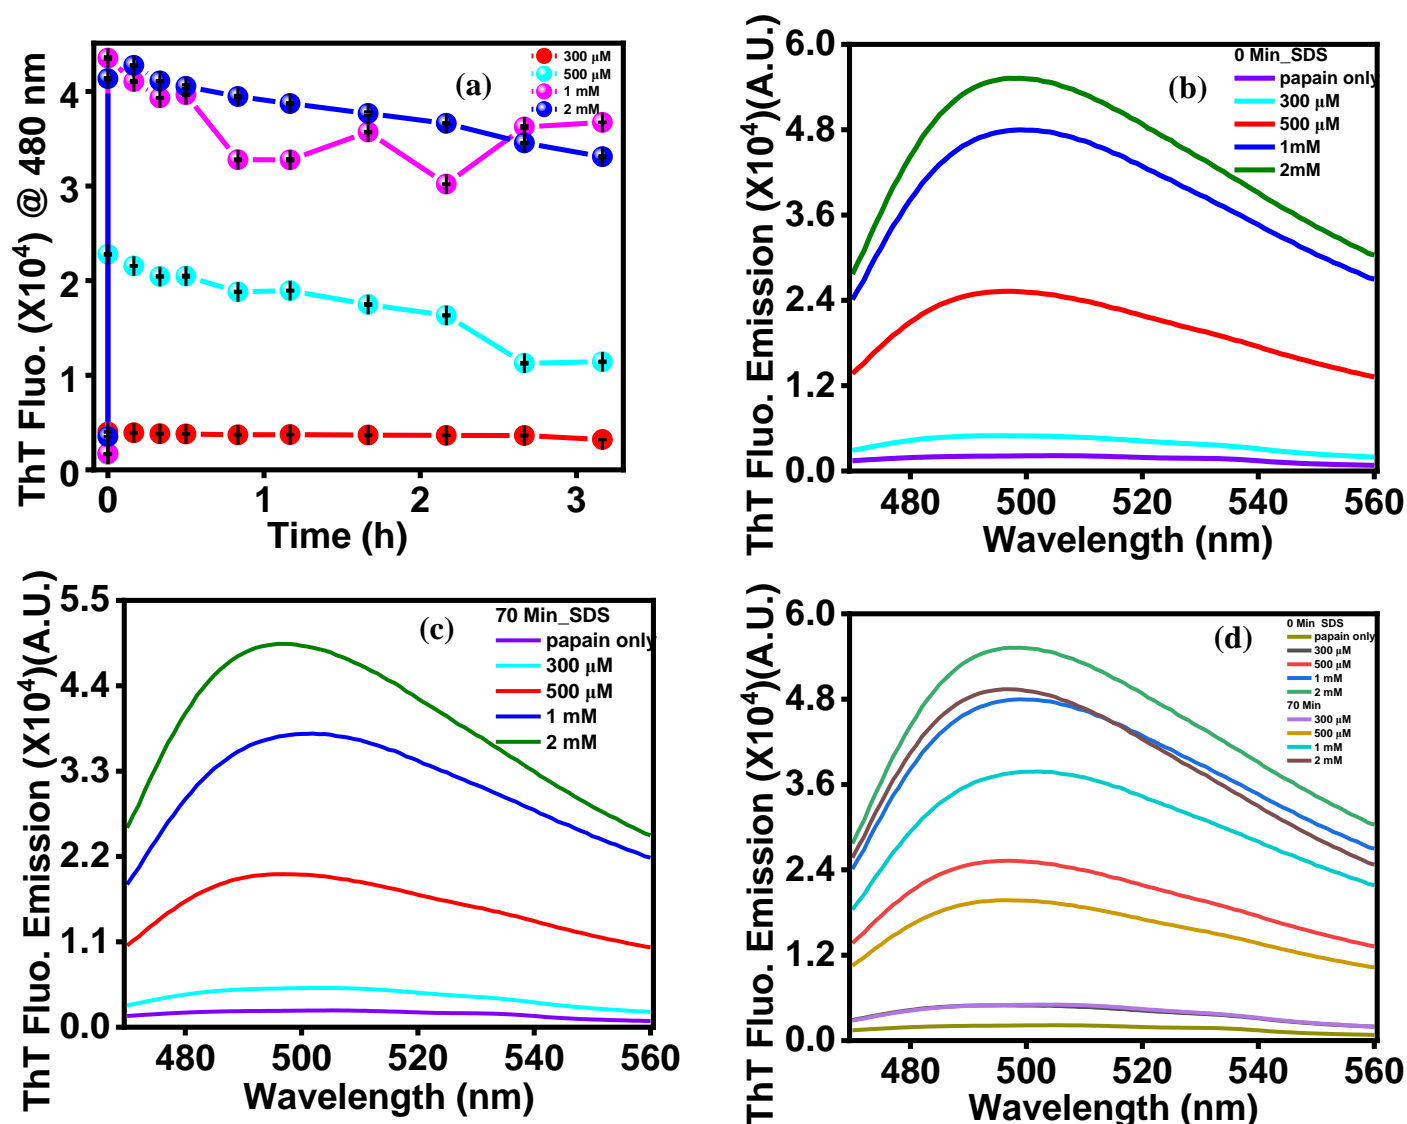 (a)
ThT Fluo. (X10⁴) @ 480 nm
4
3
2
1
0
300 µM
500 µM
1 mM
2 mM
0 1 2 3
Time (h)
(b)
ThT Fluo. Emission (X10⁴)(A.U.)
6.0
4.8
3.6
2.4
1.2
0.0
0 Min_SDS
papain only
300 µM
500 µM
1mM
2mM
480 500 520 540 560
Wavelength (nm)
(c)
ThT Fluo. Emission (X10⁴)(A.U.)
5.5
4.4
3.3
2.2
1.1
0.0
70 Min_SDS
papain only
300 µM
500 µM
1 mM
2 mM
480 500 520 540 560
Wavelength (nm)
(d)
ThT Fluo. Emission (X10⁴)(A.U.)
6.0
4.8
3.6
2.4
1.2
0.0
0 Min SDS
papain only
300 µM
500 µM
1 mM
2 mM
70 Min
300 µM
500 µM
1 mM
2 mM
480 500 520 540 560
Wavelength (nm)